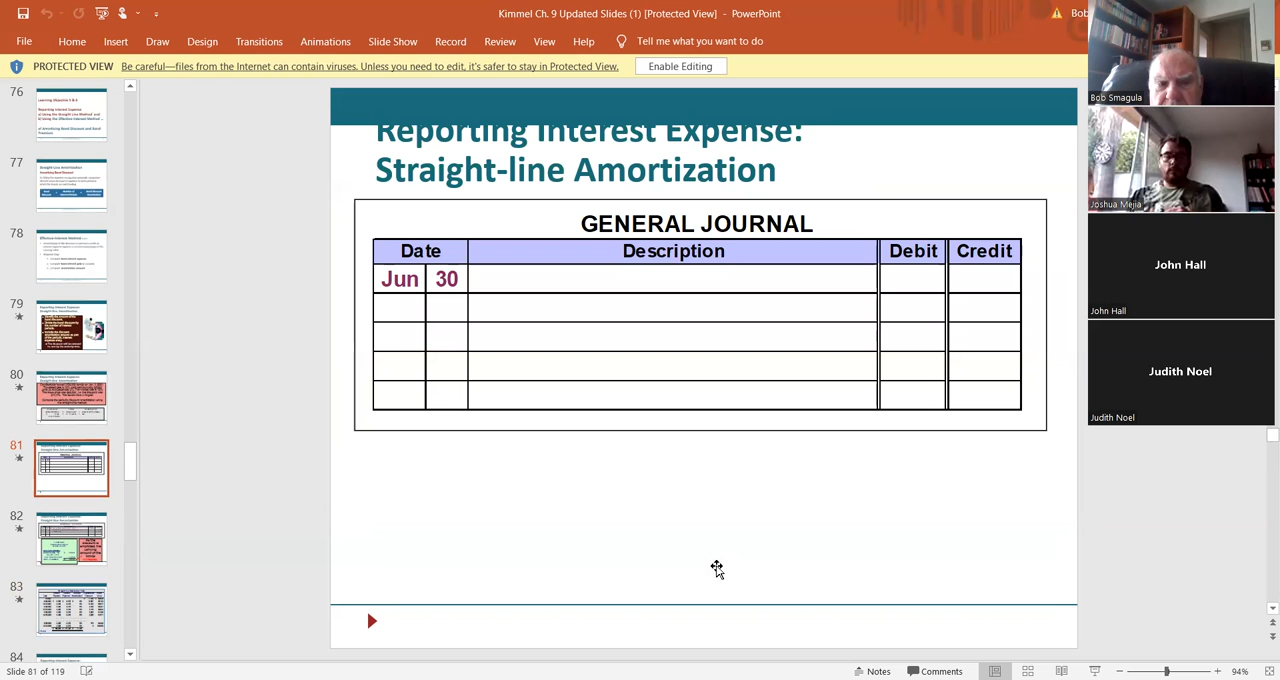 Kimmel Ch. 9 Updated Slides (1) [Protected View] - PowerPoint
Bob
File Home Insert Draw Design Transitions Animations Slide Show Record Review View Help Tell me what you want to do
PROTECTED VIEW Be careful—files from the Internet can contain viruses. Unless you need to edit, it's safer to stay in Protected View. Enable Editing
76
77
78
79
80
81
82
83
84
Reporting Interest Expense:
Straight-line Amortization
GENERAL JOURNAL
Date Description Debit Credit
Jun 30
Bob Smagula
Joshua Mejia
John Hall
John Hall
Judith Noel
Judith Noel
Slide 81 of 119 Notes Comments 94%